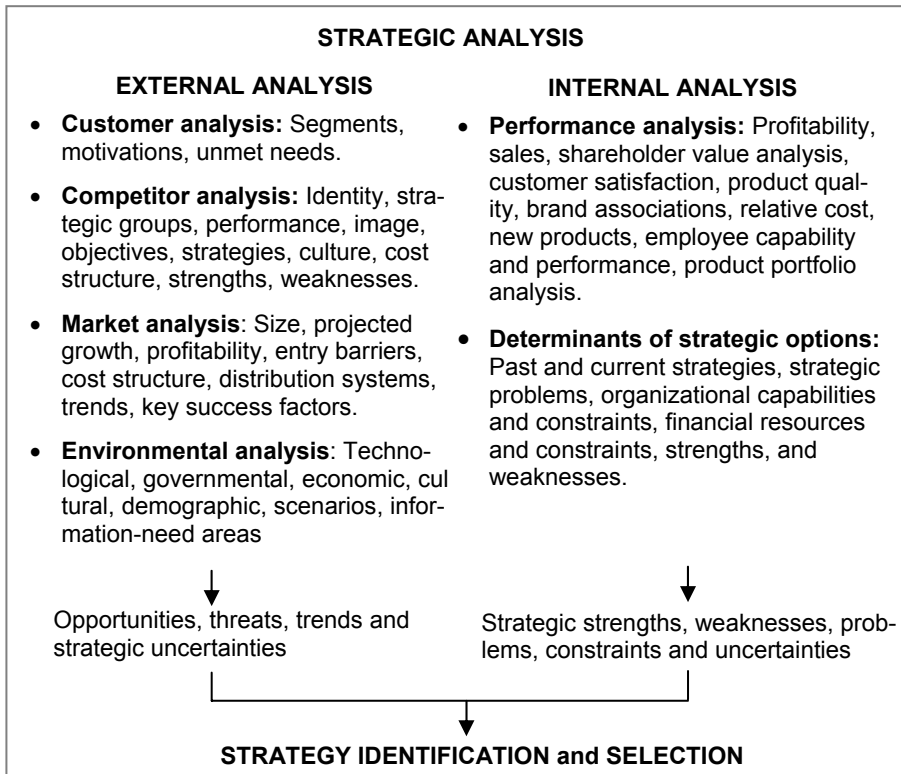 STRATEGIC ANALYSIS
EXTERNAL ANALYSIS
• Customer analysis: Segments,
motivations, unmet needs.
• Competitor analysis: Identity, stra-
tegic groups, performance, image,
objectives, strategies, culture, cost
structure, strengths, weaknesses.
• Market analysis: Size, projected
growth, profitability, entry barriers,
cost structure, distribution systems,
trends, key success factors.
• Environmental analysis: Techno-
logical, governmental, economic, cul
tural, demographic, scenarios, infor-
mation-need areas
Opportunities, threats, trends and
strategic uncertainties
INTERNAL ANALYSIS
• Performance analysis: Profitability,
sales, shareholder value analysis,
customer satisfaction, product qual-
ity, brand associations, relative cost,
new products, employee capability
and performance, product portfolio
analysis.
• Determinants of strategic options:
Past and current strategies, strategic
problems, organizational capabilities
and constraints, financial resources
and constraints, strengths, and
weaknesses.
Strategic strengths, weaknesses, prob-
lems, constraints and uncertainties
STRATEGY IDENTIFICATION and SELECTION